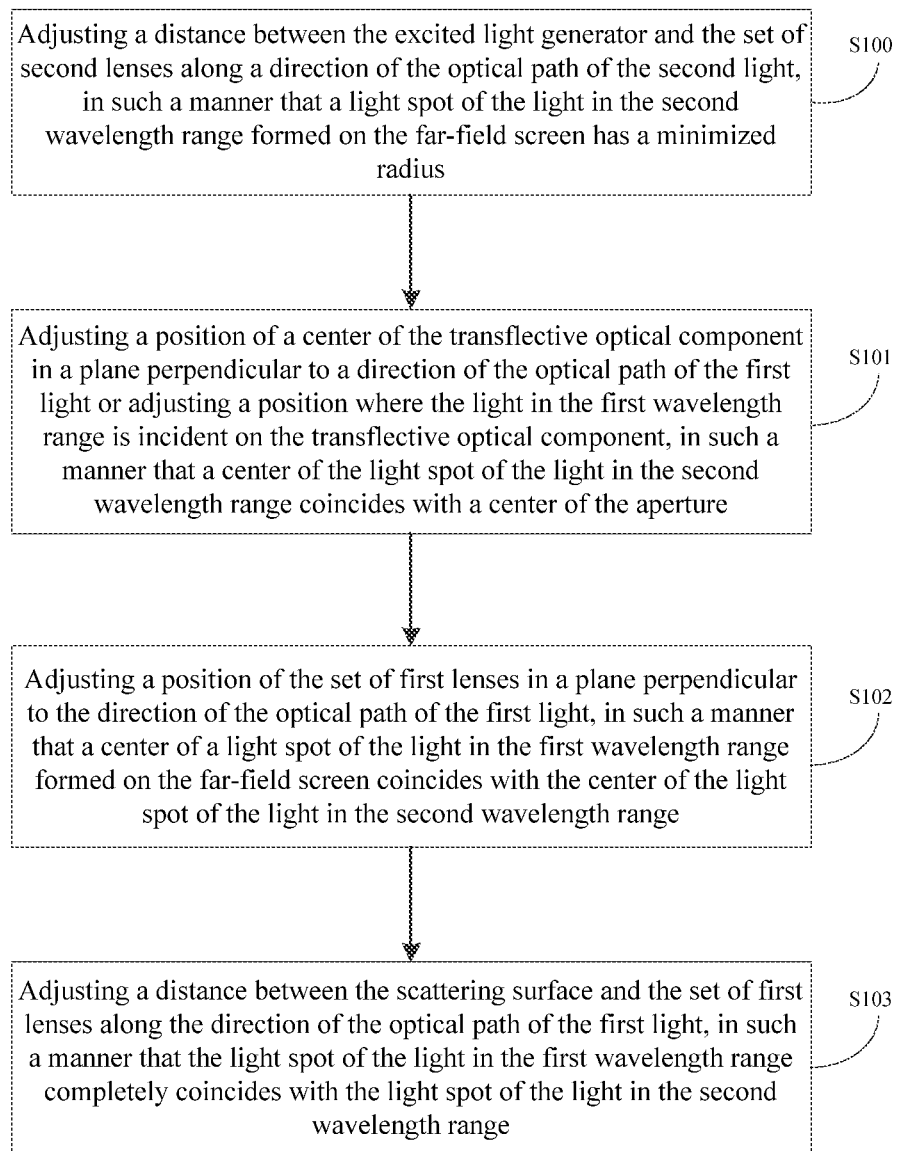 Adjusting a distance between the excited light generator and the set of
second lenses along a direction of the optical path of the second light,
in such a manner that a light spot of the light in the second
wavelength range formed on the far-field screen has a minimized
radius
S100
Adjusting a position of a center of the transflective optical component
in a plane perpendicular to a direction of the optical path of the first
light or adjusting a position where the light in the first wavelength
range is incident on the transflective optical component, in such a
manner that a center of the light spot of the light in the second
wavelength range coincides with a center of the aperture
S101
Adjusting a position of the set of first lenses in a plane perpendicular
to the direction of the optical path of the first light, in such a manner
that a center of a light spot of the light in the first wavelength range
formed on the far-field screen coincides with the center of the light
spot of the light in the second wavelength range
S102
Adjusting a distance between the scattering surface and the set of first
lenses along the direction of the optical path of the first light, in such
a manner that the light spot of the light in the first wavelength range
completely coincides with the light spot of the light in the second
wavelength range
S103